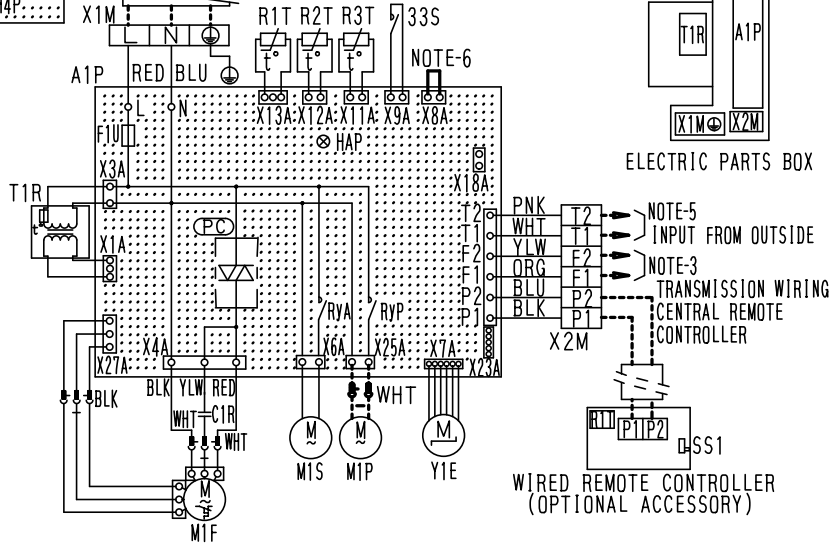 X1M
L N
A1P RED BLU
R1T R2T R3T 33S
t° t° t°
NOTE-6
X13A X12A X11A X9A X8A
L N
F1U
HAP
X3A
X18A
T1R
t°
X1A
PC
RyA RyP
X27A
X4A X6A X25A X7A X23A
BLK YLW RED
BLK
WHT C1R
WHT
WHT
M ~
M1F
M ~
M1S
M ~
M1P
M
Y1E
T2 PNK T2
T1 WHT T1
F2 YLW F2
F1 ORG F1
P2 BLU P2
P1 BLK P1
X2M
NOTE-5
INPUT FROM OUTSIDE
NOTE-3
TRANSMISSION WIRING
CENTRAL REMOTE
CONTROLLER
T1R A1P
X1M X2M
ELECTRIC PARTS BOX
R1T
P1 P2
SS1
WIRED REMOTE CONTROLLER
(OPTIONAL ACCESSORY)